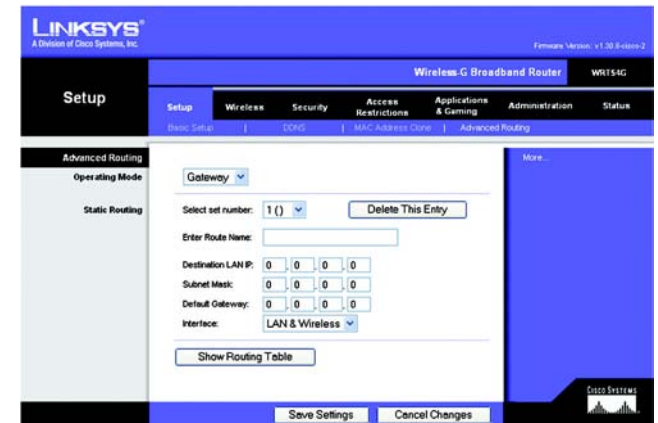 LINKSYS®
A Division of Cisco Systems, Inc.
Firmware Version: v1.30.8-cisco-2
Wireless-G Broadband Router WRT54G
Setup
Setup Wireless Security Access Restrictions Applications & Gaming Administration Status
Basic Setup | DDNS | MAC Address Clone | Advanced Routing
Advanced Routing
More...
Operating Mode Gateway
Static Routing Select set number: 1 () Delete This Entry
Enter Route Name:
Destination LAN IP: 0 . 0 . 0 . 0
Subnet Mask: 0 . 0 . 0 . 0
Default Gateway: 0 . 0 . 0 . 0
Interface: LAN & Wireless
Show Routing Table
CISCO SYSTEMS
Save Settings Cancel Changes